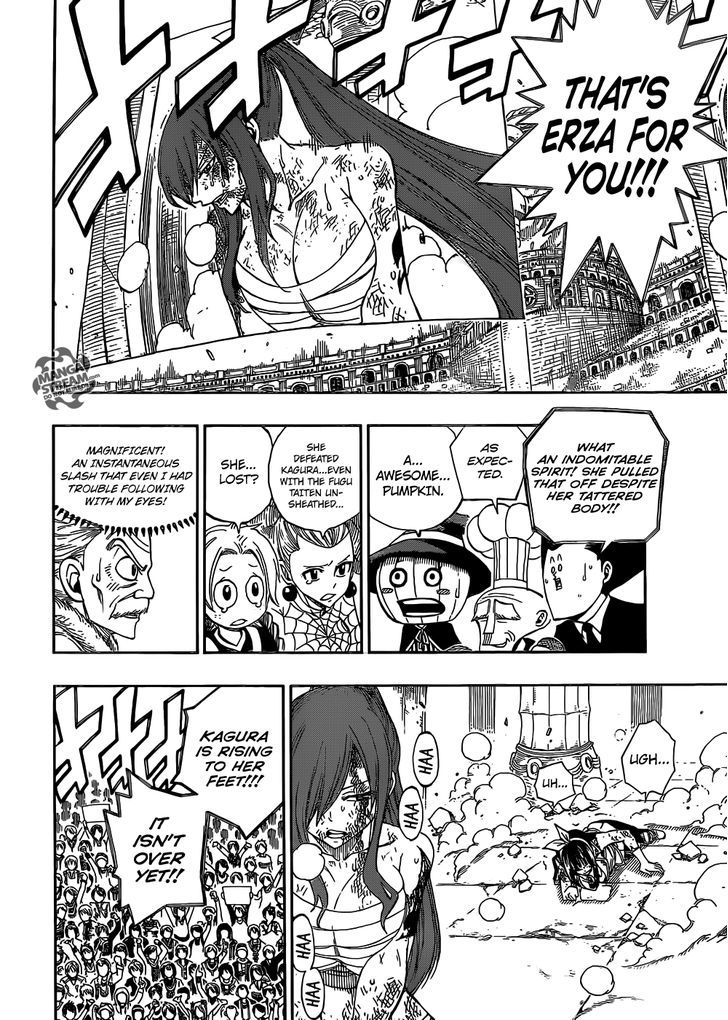 THAT'S
ERZA FOR
YOU!!!
MANGA
STREAM.com
WHAT
AN INDOMITABLE
SPIRIT! SHE PULLED
THAT OFF DESPITE
HER TATTERED
BODY!!
AS
EXPEC-
TED.
A...
AWESOME...
PUMPKIN.
SHE
DEFEATED
KAGURA...EVEN
WITH THE FUGU
TAITEN UN-
SHEATHED...
SHE...
LOST?
MAGNIFICENT!
AN INSTANTANEOUS
SLASH THAT EVEN I HAD
TROUBLE FOLLOWING
WITH MY EYES!
UGH...
UH...
HAA
HAA
HAA
HAA
HAA
KAGURA
IS RISING
TO HER
FEET!!!
IT
ISN'T
OVER
YET!!